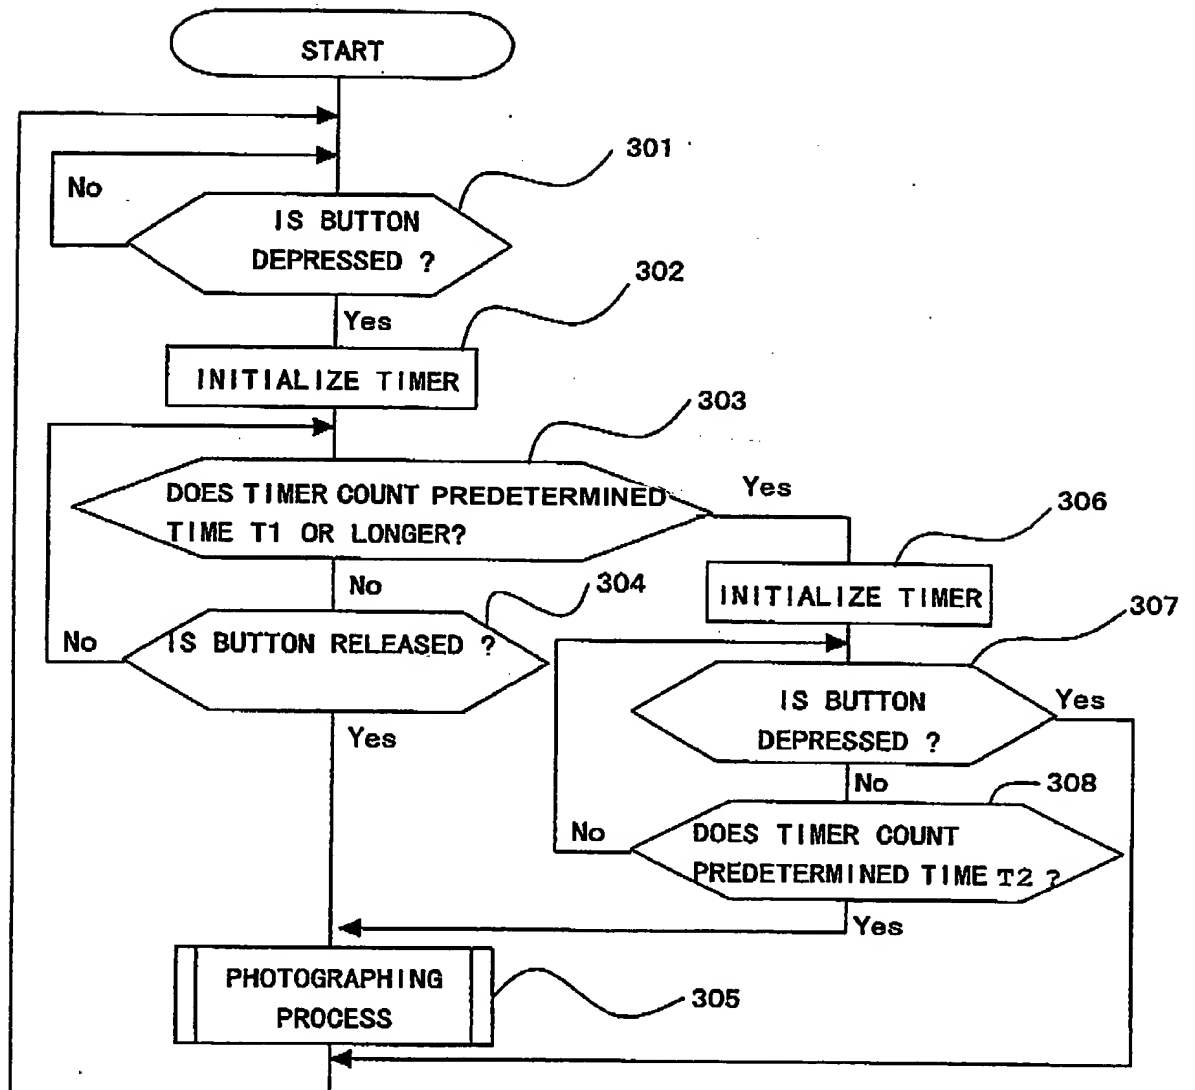 START
301
No
IS BUTTON
DEPRESSED ?
302
Yes
INITIALIZE TIMER
303
DOES TIMER COUNT PREDETERMINED
TIME T1 OR LONGER?
Yes
306
No
304
INITIALIZE TIMER
307
No
IS BUTTON RELEASED ?
Yes
IS BUTTON
DEPRESSED ?
Yes
No
308
No
DOES TIMER COUNT
PREDETERMINED TIME T2 ?
Yes
PHOTOGRAPHING
PROCESS
305